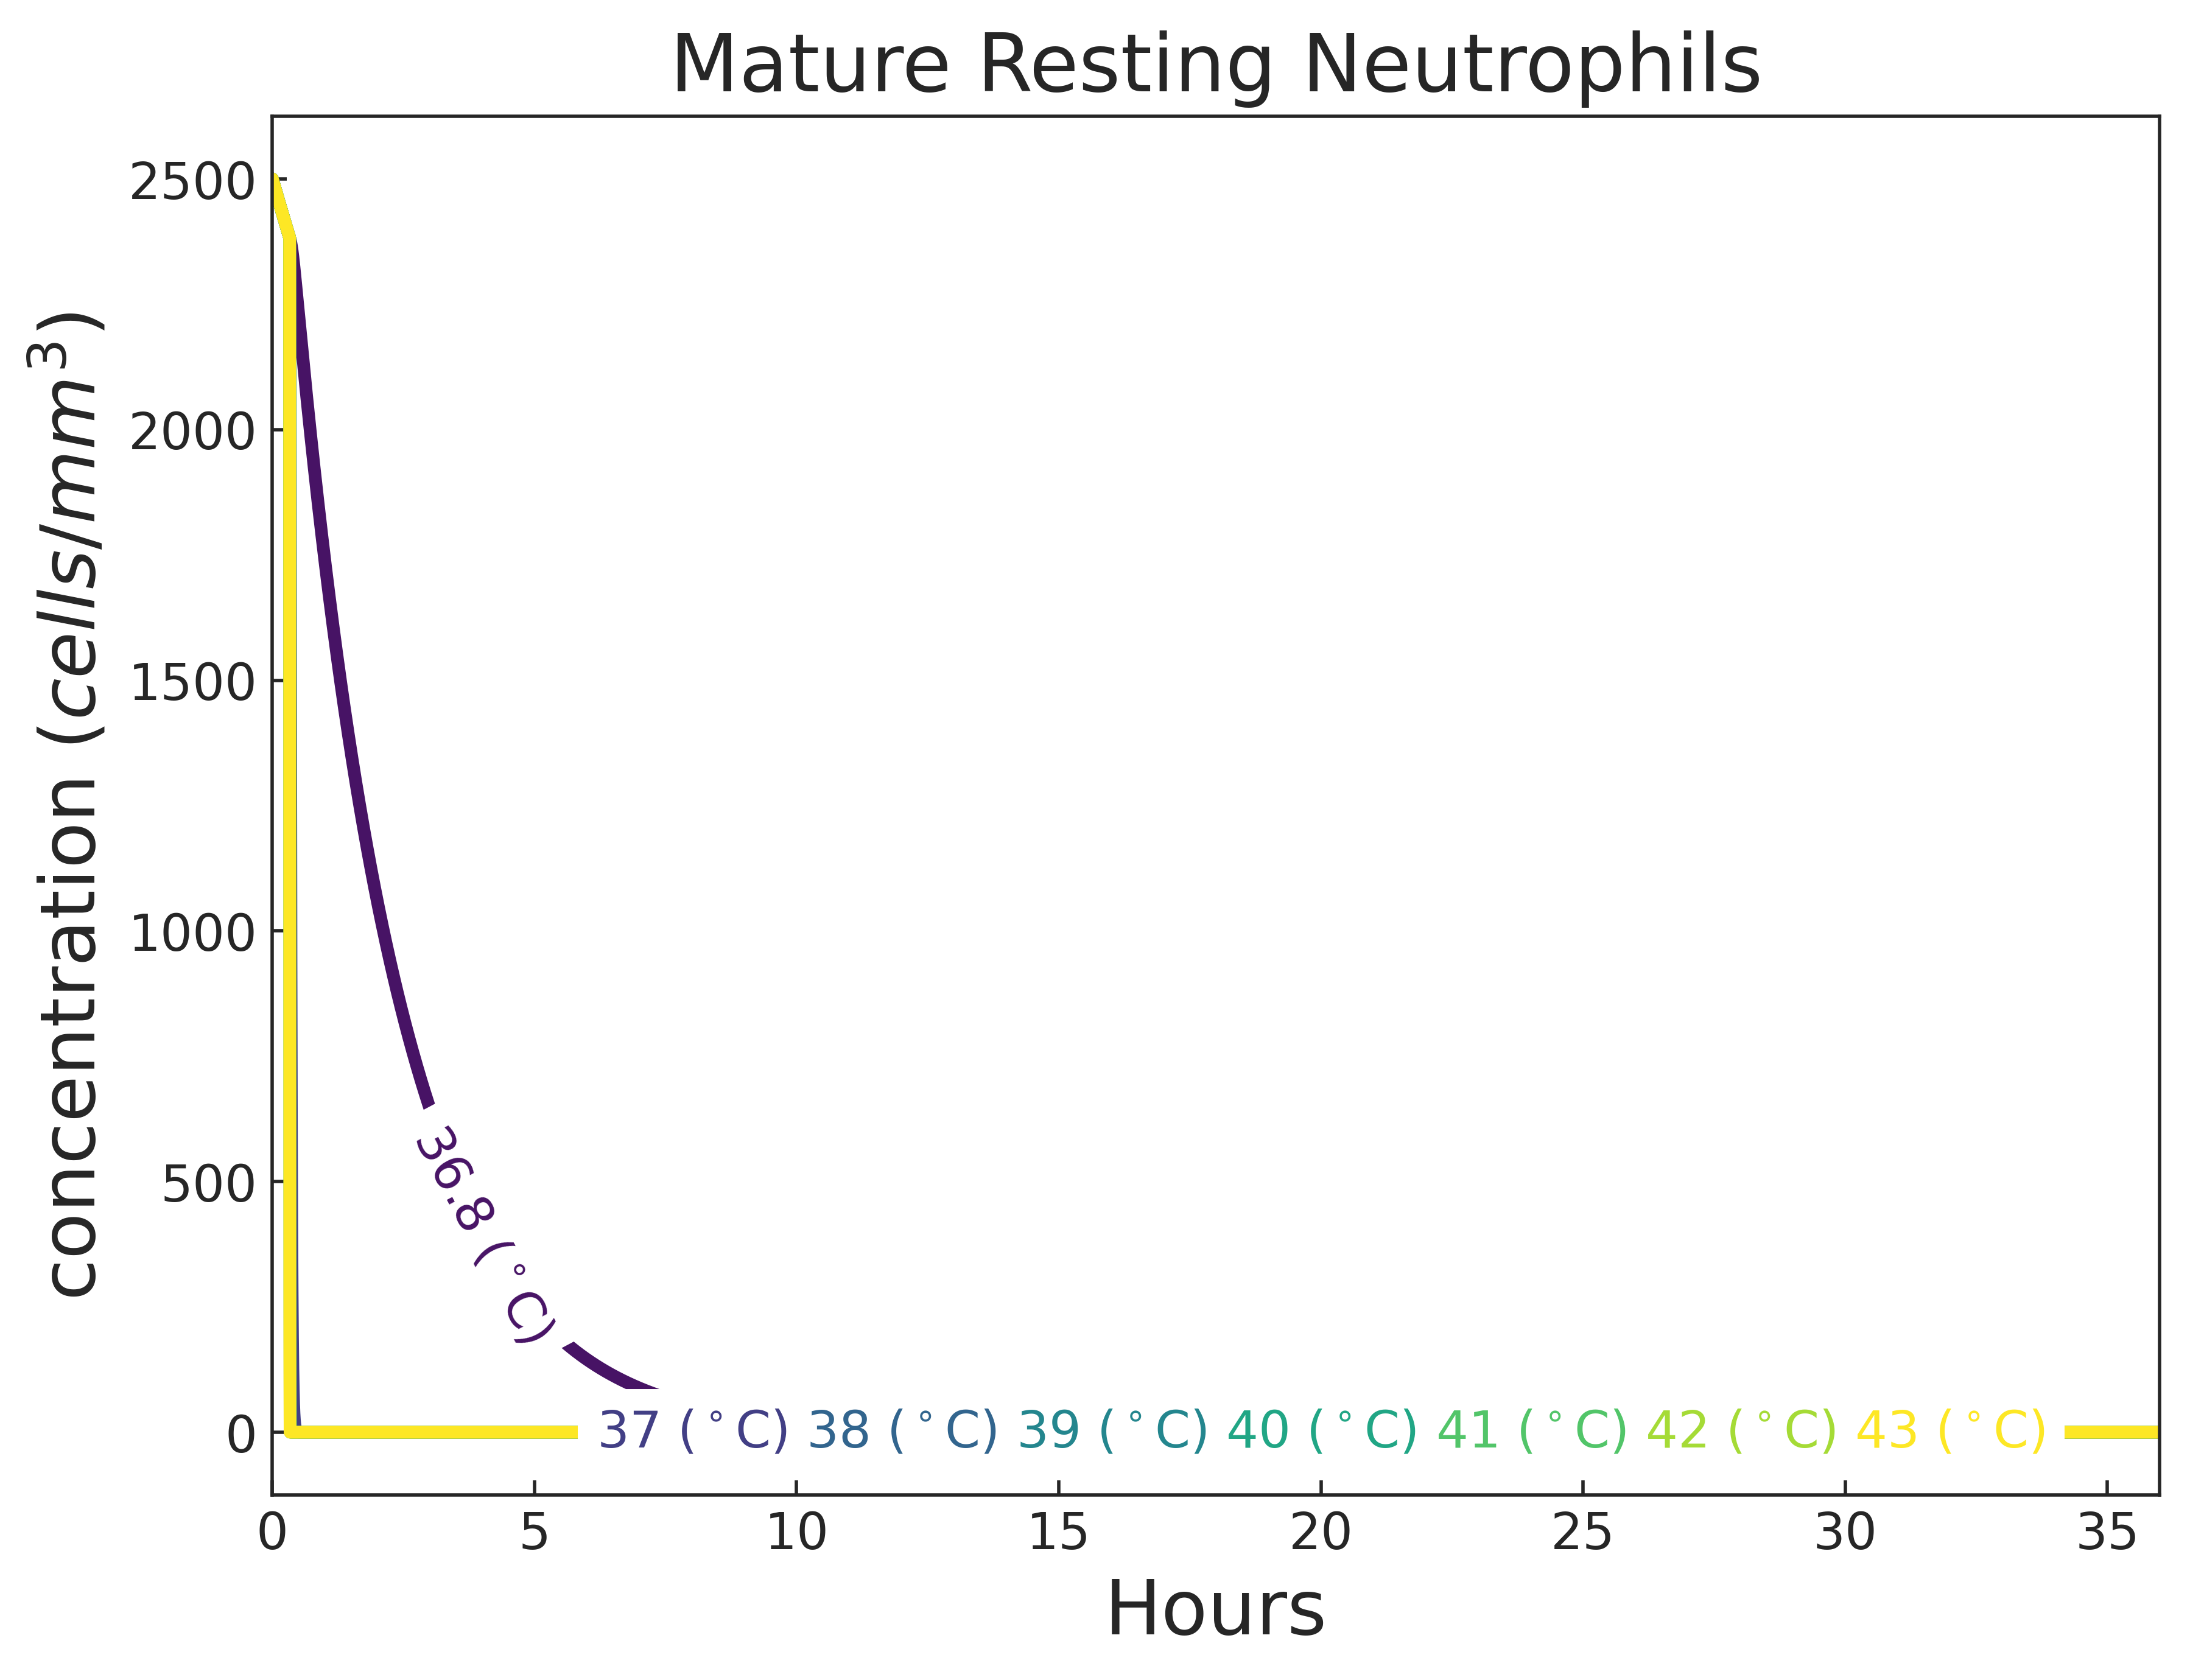 Mature Resting Neutrophils
concentration (cells/mm³)
2500
2000
1500
1000
500
0
36.8 (°C)
37 (°C) 38 (°C) 39 (°C) 40 (°C) 41 (°C) 42 (°C) 43 (°C)
0 5 10 15 20 25 30 35
Hours